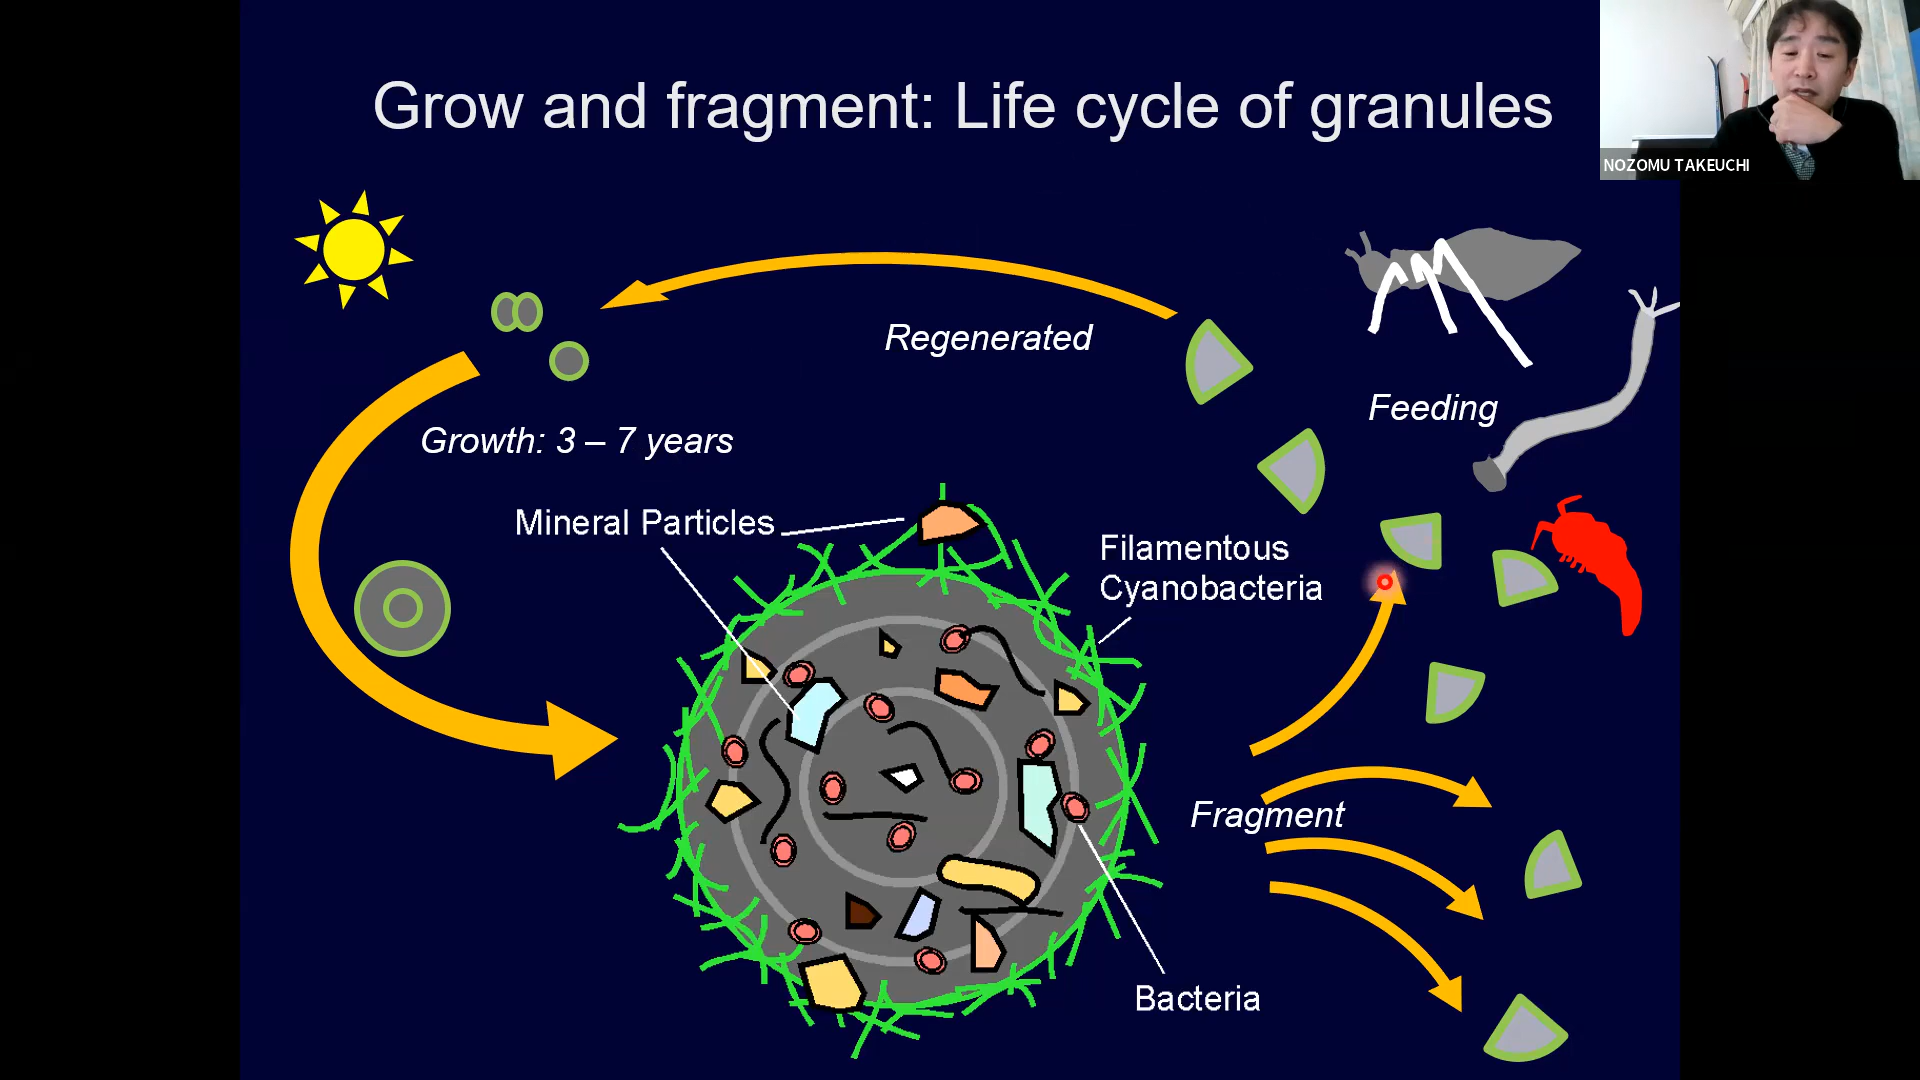 Grow and fragment: Life cycle of granules
NOZOMU TAKEUCHI
Regenerated
Feeding
Growth: 3 – 7 years
Mineral Particles
Filamentous
Cyanobacteria
Fragment
Bacteria